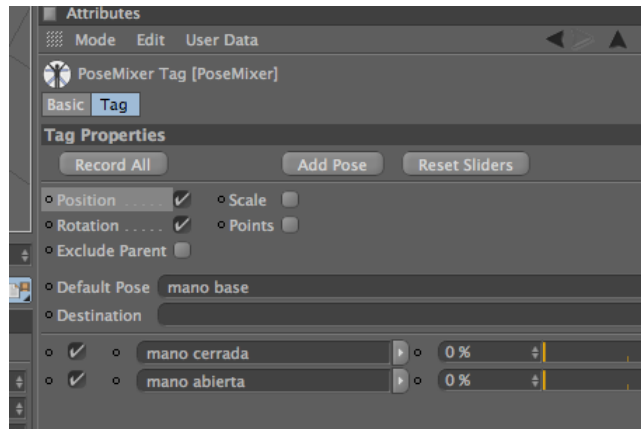 Attributes
Mode Edit User Data
PoseMixer Tag [PoseMixer]
Basic Tag
Tag Properties
Record All Add Pose Reset Sliders
Position . . . . . Scale
Rotation . . . . Points
Exclude Parent
Default Pose mano base
Destination
mano cerrada 0 %
mano abierta 0 %